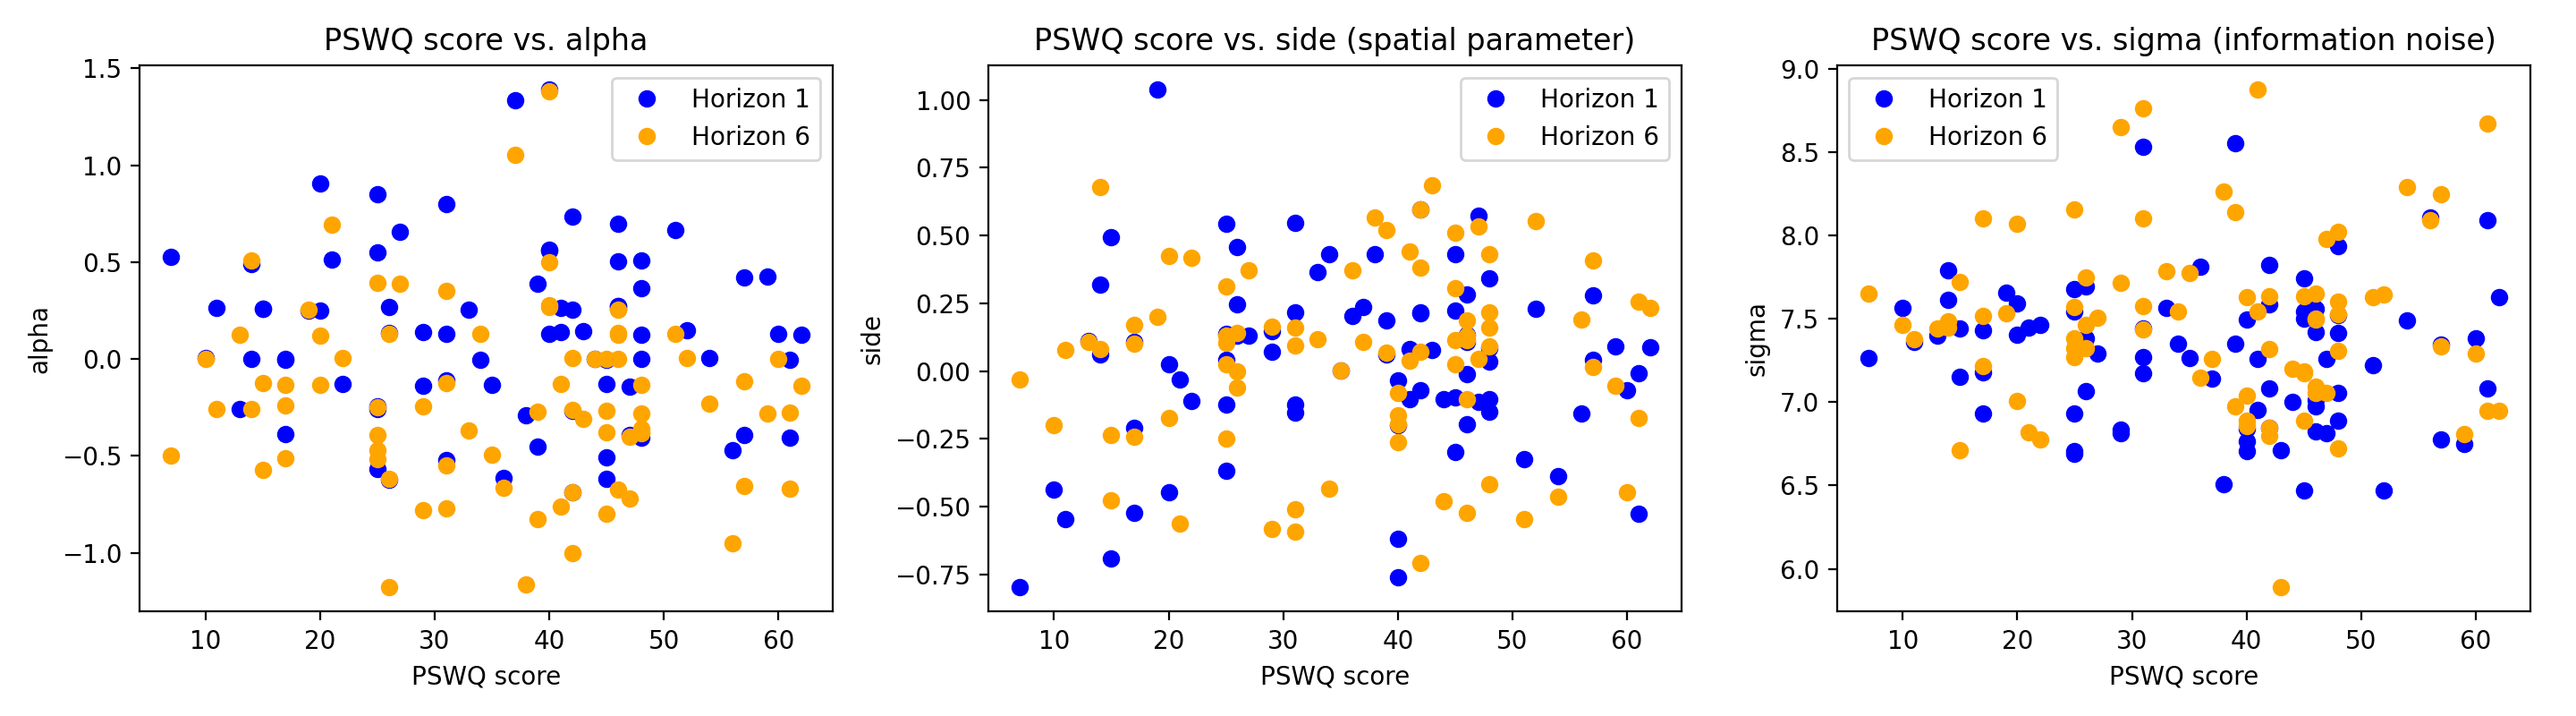 PSWQ score vs. alpha
1.5
1.0
0.5
0.0
−0.5
−1.0
alpha
10 20 30 40 50 60
PSWQ score
Horizon 1
Horizon 6
PSWQ score vs. side (spatial parameter)
1.00
0.75
0.50
0.25
0.00
−0.25
−0.50
−0.75
side
10 20 30 40 50 60
PSWQ score
Horizon 1
Horizon 6
PSWQ score vs. sigma (information noise)
9.0
8.5
8.0
7.5
7.0
6.5
6.0
sigma
10 20 30 40 50 60
PSWQ score
Horizon 1
Horizon 6